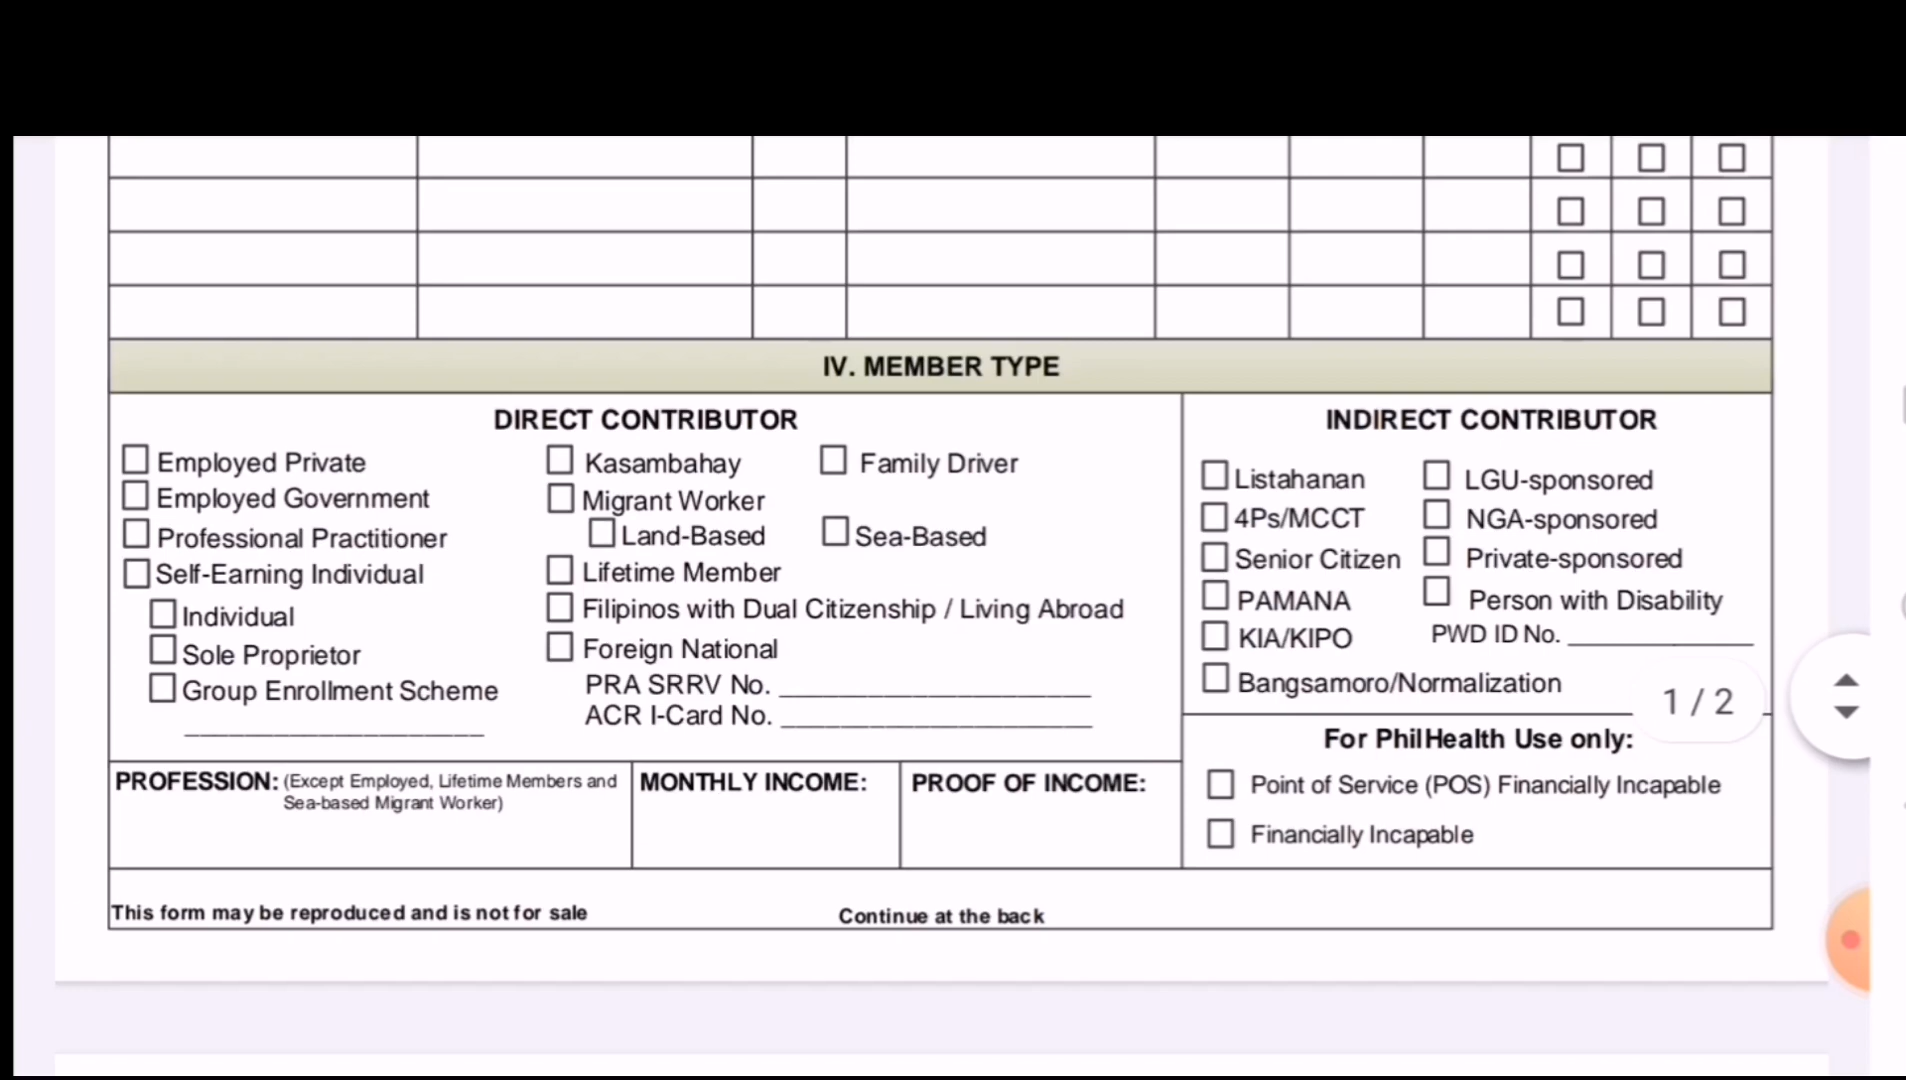 IV. MEMBER TYPE
DIRECT CONTRIBUTOR
Employed Private
Employed Government
Professional Practitioner
Self-Earning Individual
Individual
Sole Proprietor
Group Enrollment Scheme
Kasambahay
Family Driver
Migrant Worker
Land-Based
Sea-Based
Lifetime Member
Filipinos with Dual Citizenship / Living Abroad
Foreign National
PRA SRRV No.
ACR I-Card No.
INDIRECT CONTRIBUTOR
Listahanan
4Ps/MCCT
Senior Citizen
PAMANA
KIA/KIPO
Bangsamoro/Normalization
LGU-sponsored
NGA-sponsored
Private-sponsored
Person with Disability
PWD ID No.
1 / 2
For PhilHealth Use only:
Point of Service (POS) Financially Incapable
Financially Incapable
PROFESSION: (Except Employed, Lifetime Members and
Sea-based Migrant Worker)
MONTHLY INCOME:
PROOF OF INCOME:
This form may be reproduced and is not for sale
Continue at the back